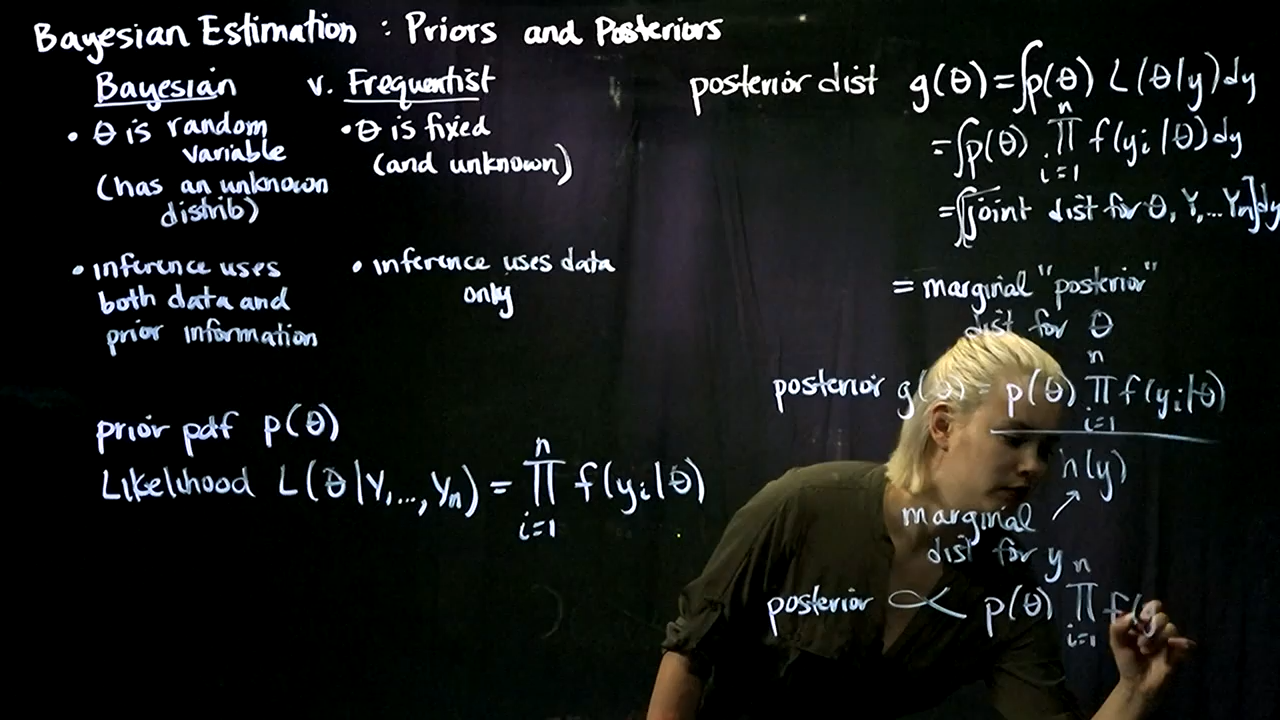 Bayesian Estimation : Priors and Posteriors
Bayesian v. Frequentist
• θ is random
variable
(has an unknown
distrib)
• θ is fixed
(and unknown)
• inference uses
both data and
prior information
• inference uses data
only
prior pdf p(θ)
Likelihood L(θ|Y1,..., Yn) = ∏ i=1 n f(yi|θ)
posterior dist g(θ) = ∫p(θ) L(θ|y)dy
= ∫p(θ) ∏ i=1 n f(yi|θ)dy
= ∫[joint dist for θ, Y1...Yn]dy
= marginal "posterior"
dist for θ
posterior g(θ) = p(θ) ∏ i=1 n f(yi|θ)
h(y)
marginal
dist for y
posterior ∝ p(θ) ∏ i=1 n f(y